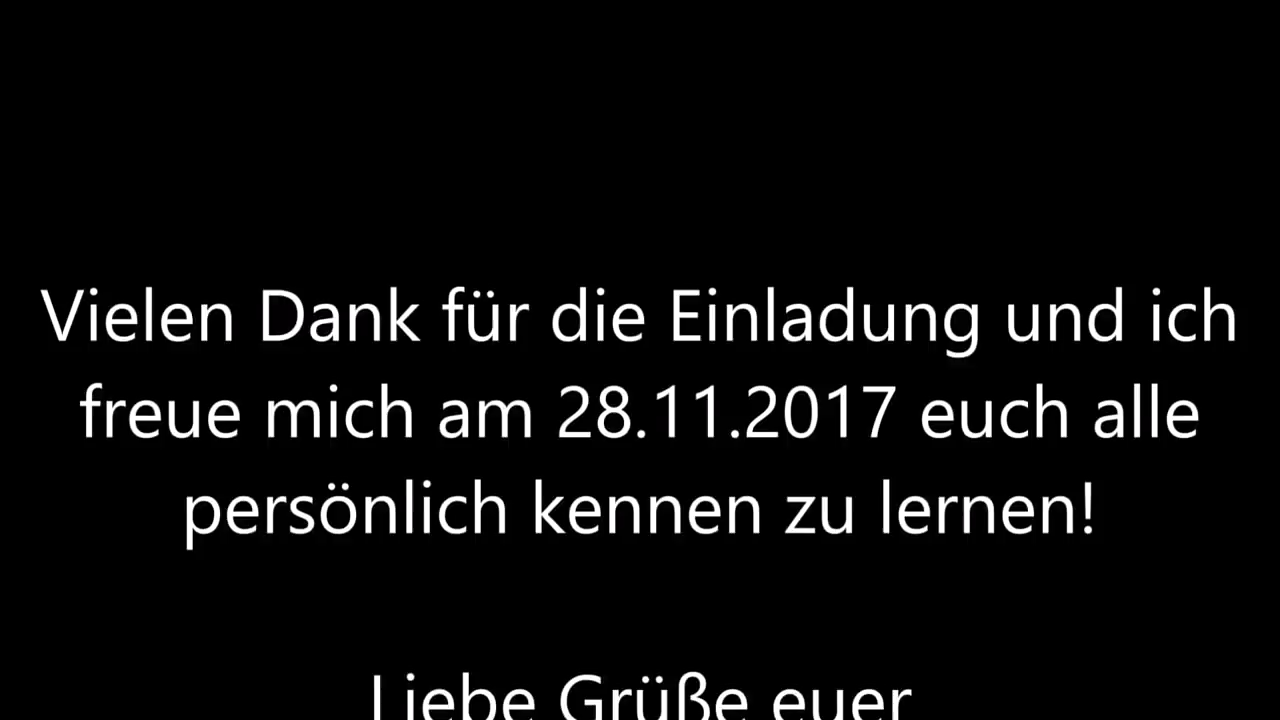 Vielen Dank für die Einladung und ich
freue mich am 28.11.2017 euch alle
persönlich kennen zu lernen!
Liebe Grüße euer